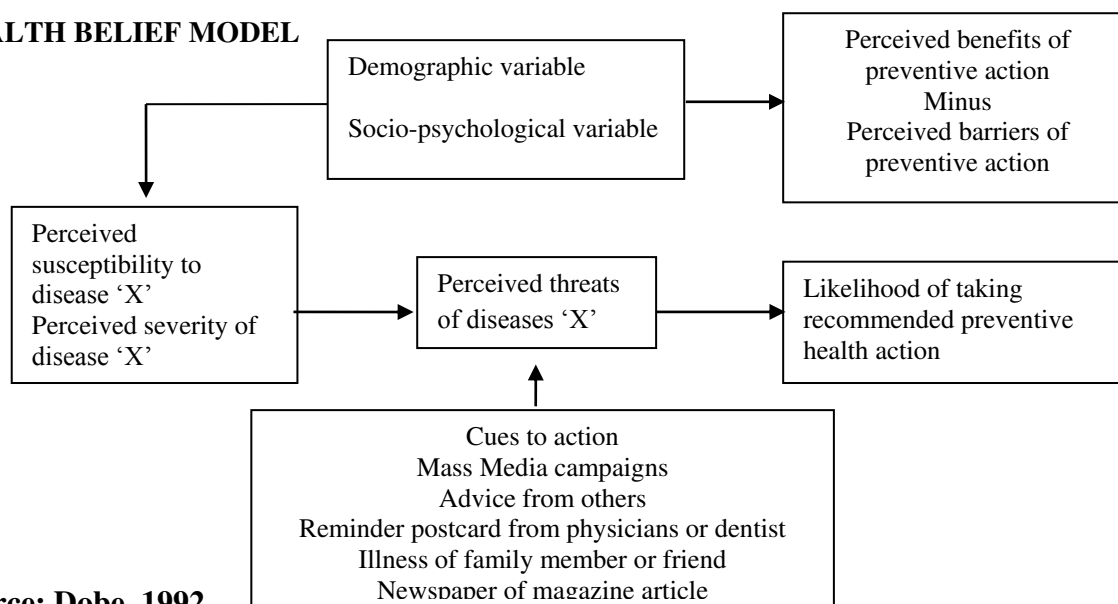 ALTH BELIEF MODEL
Demographic variable
Socio-psychological variable
Perceived benefits of
preventive action
Minus
Perceived barriers of
preventive action
Perceived
susceptibility to
disease ‘X’
Perceived severity of
disease ‘X’
Perceived threats
of diseases ‘X’
Likelihood of taking
recommended preventive
health action
Cues to action
Mass Media campaigns
Advice from others
Reminder postcard from physicians or dentist
Illness of family member or friend
Newspaper of magazine article
rce: Dobe, 1992